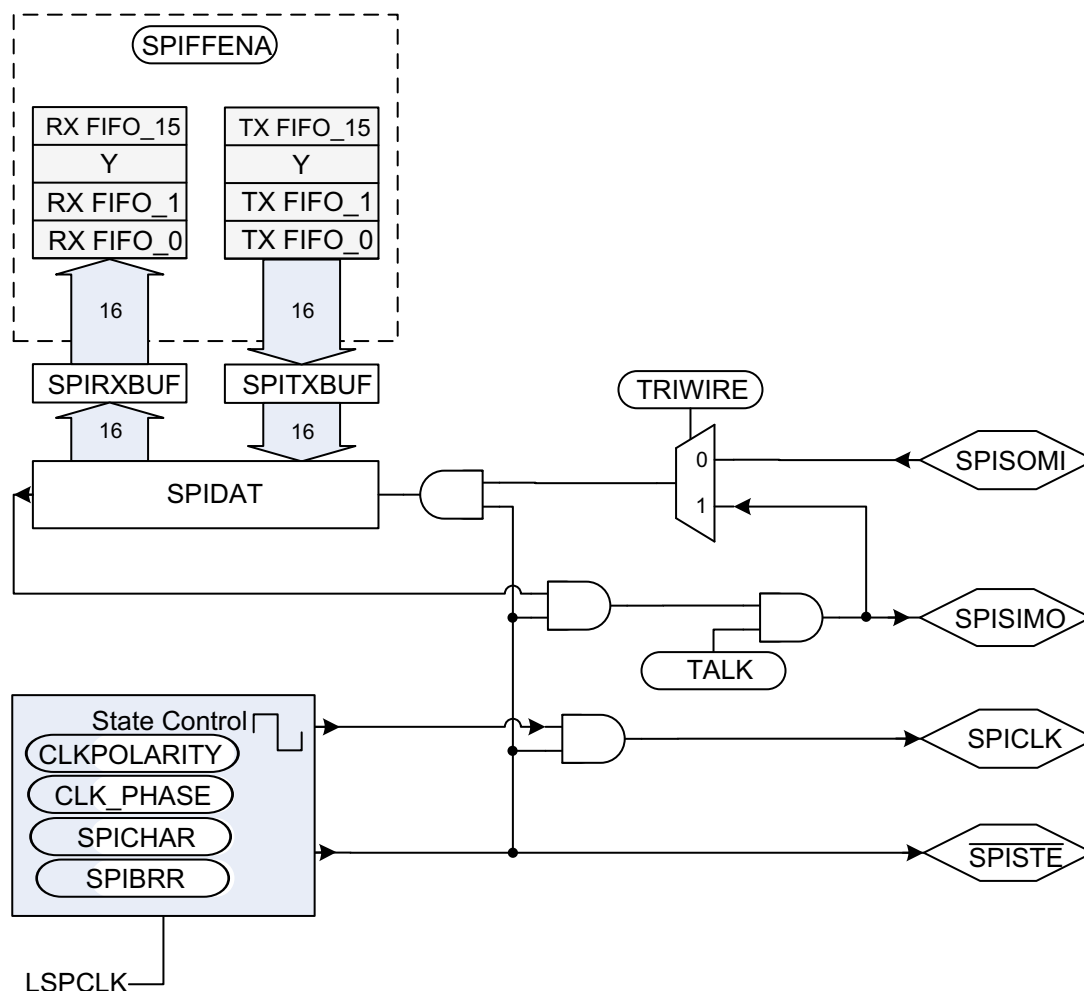 SPIFFENA
RX FIFO_15
Y
RX FIFO_1
RX FIFO_0
TX FIFO_15
Y
TX FIFO_1
TX FIFO_0
16
16
SPIRXBUF
SPITXBUF
16
16
SPIDAT
TRIWIRE
0
1
SPISOMI
SPISIMO
TALK
State Control
CLKPOLARITY
CLK_PHASE
SPICHAR
SPIBRR
SPICLK
SPISTE
LSPCLK